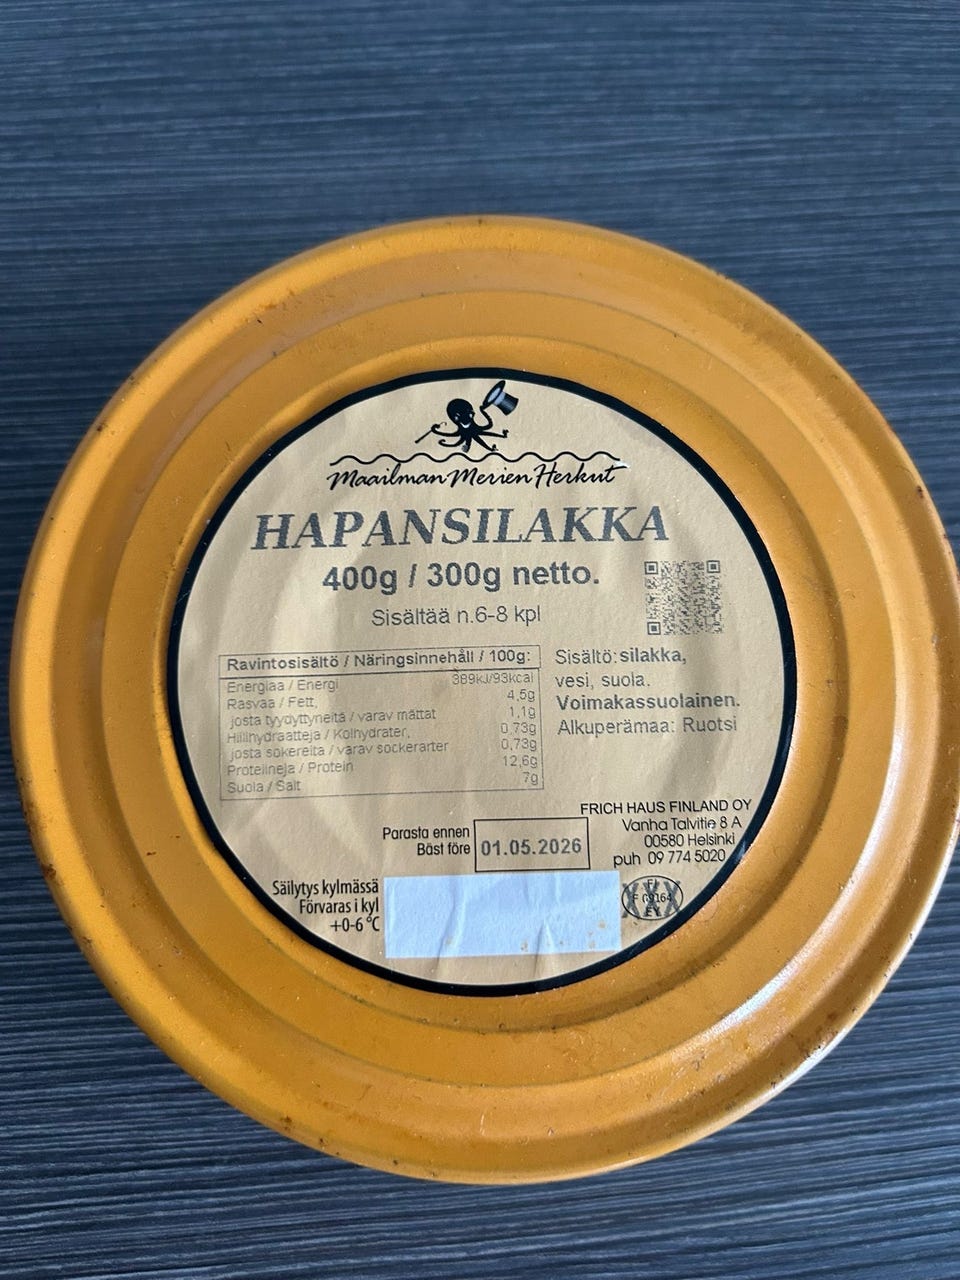 Maailman Merien Herkut
HAPANSILAKKA
400g / 300g netto.
Sisältää n.6-8 kpl
Ravintosisältö / Näringsinnehåll / 100g:
Energiaa / Energi 389kJ/93kcal
Rasvaa / Fett, 4,5g
josta tyydyttyneitä / varav mättat 1,1g
Hiilihydraatteja / Kolhydrater, 0,73g
josta sokereita / varav sockerarter 0,73g
Proteiineja / Protein 12,6g
Suola / Salt 7g
Sisältö: silakka,
vesi, suola.
Voimakassuolainen.
Alkuperämaa: Ruotsi
FRICH HAUS FINLAND OY
Vanha Talvitie 8 A
00580 Helsinki
puh 09 774 5020
Parasta ennen
Bäst före
01.05.2026
Säilytys kylmässä
Förvaras i kyl
+0-6 °C
FI
EY